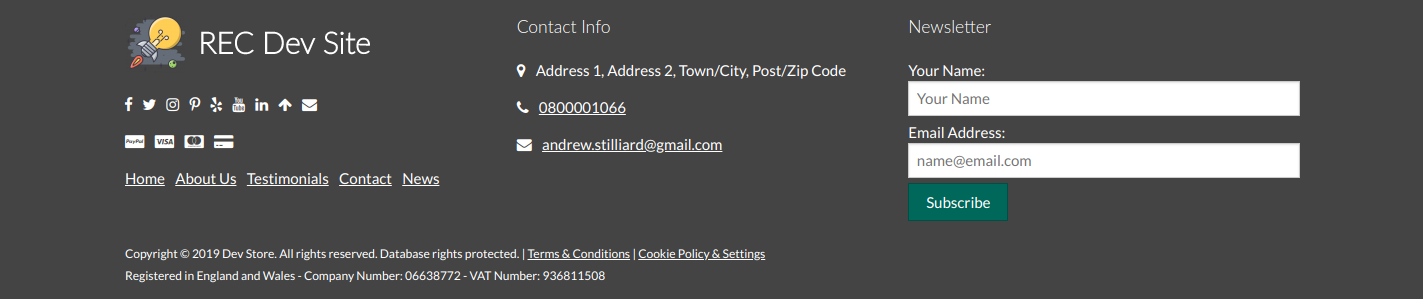 REC Dev Site
PayPal VISA
Home About Us Testimonials Contact News
Contact Info
Address 1, Address 2, Town/City, Post/Zip Code
0800001066
andrew.stilliard@gmail.com
Newsletter
Your Name:
Your Name
Email Address:
name@email.com
Subscribe
Copyright © 2019 Dev Store. All rights reserved. Database rights protected. | Terms & Conditions | Cookie Policy & Settings
Registered in England and Wales - Company Number: 06638772 - VAT Number: 936811508